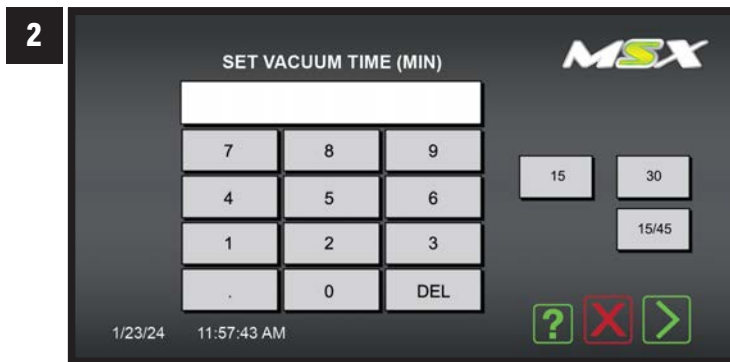 2
MSX
SET VACUUM TIME (MIN)
7 8 9
4 5 6
1 2 3
. 0 DEL
15 30
15/45
?
1/23/24 11:57:43 AM